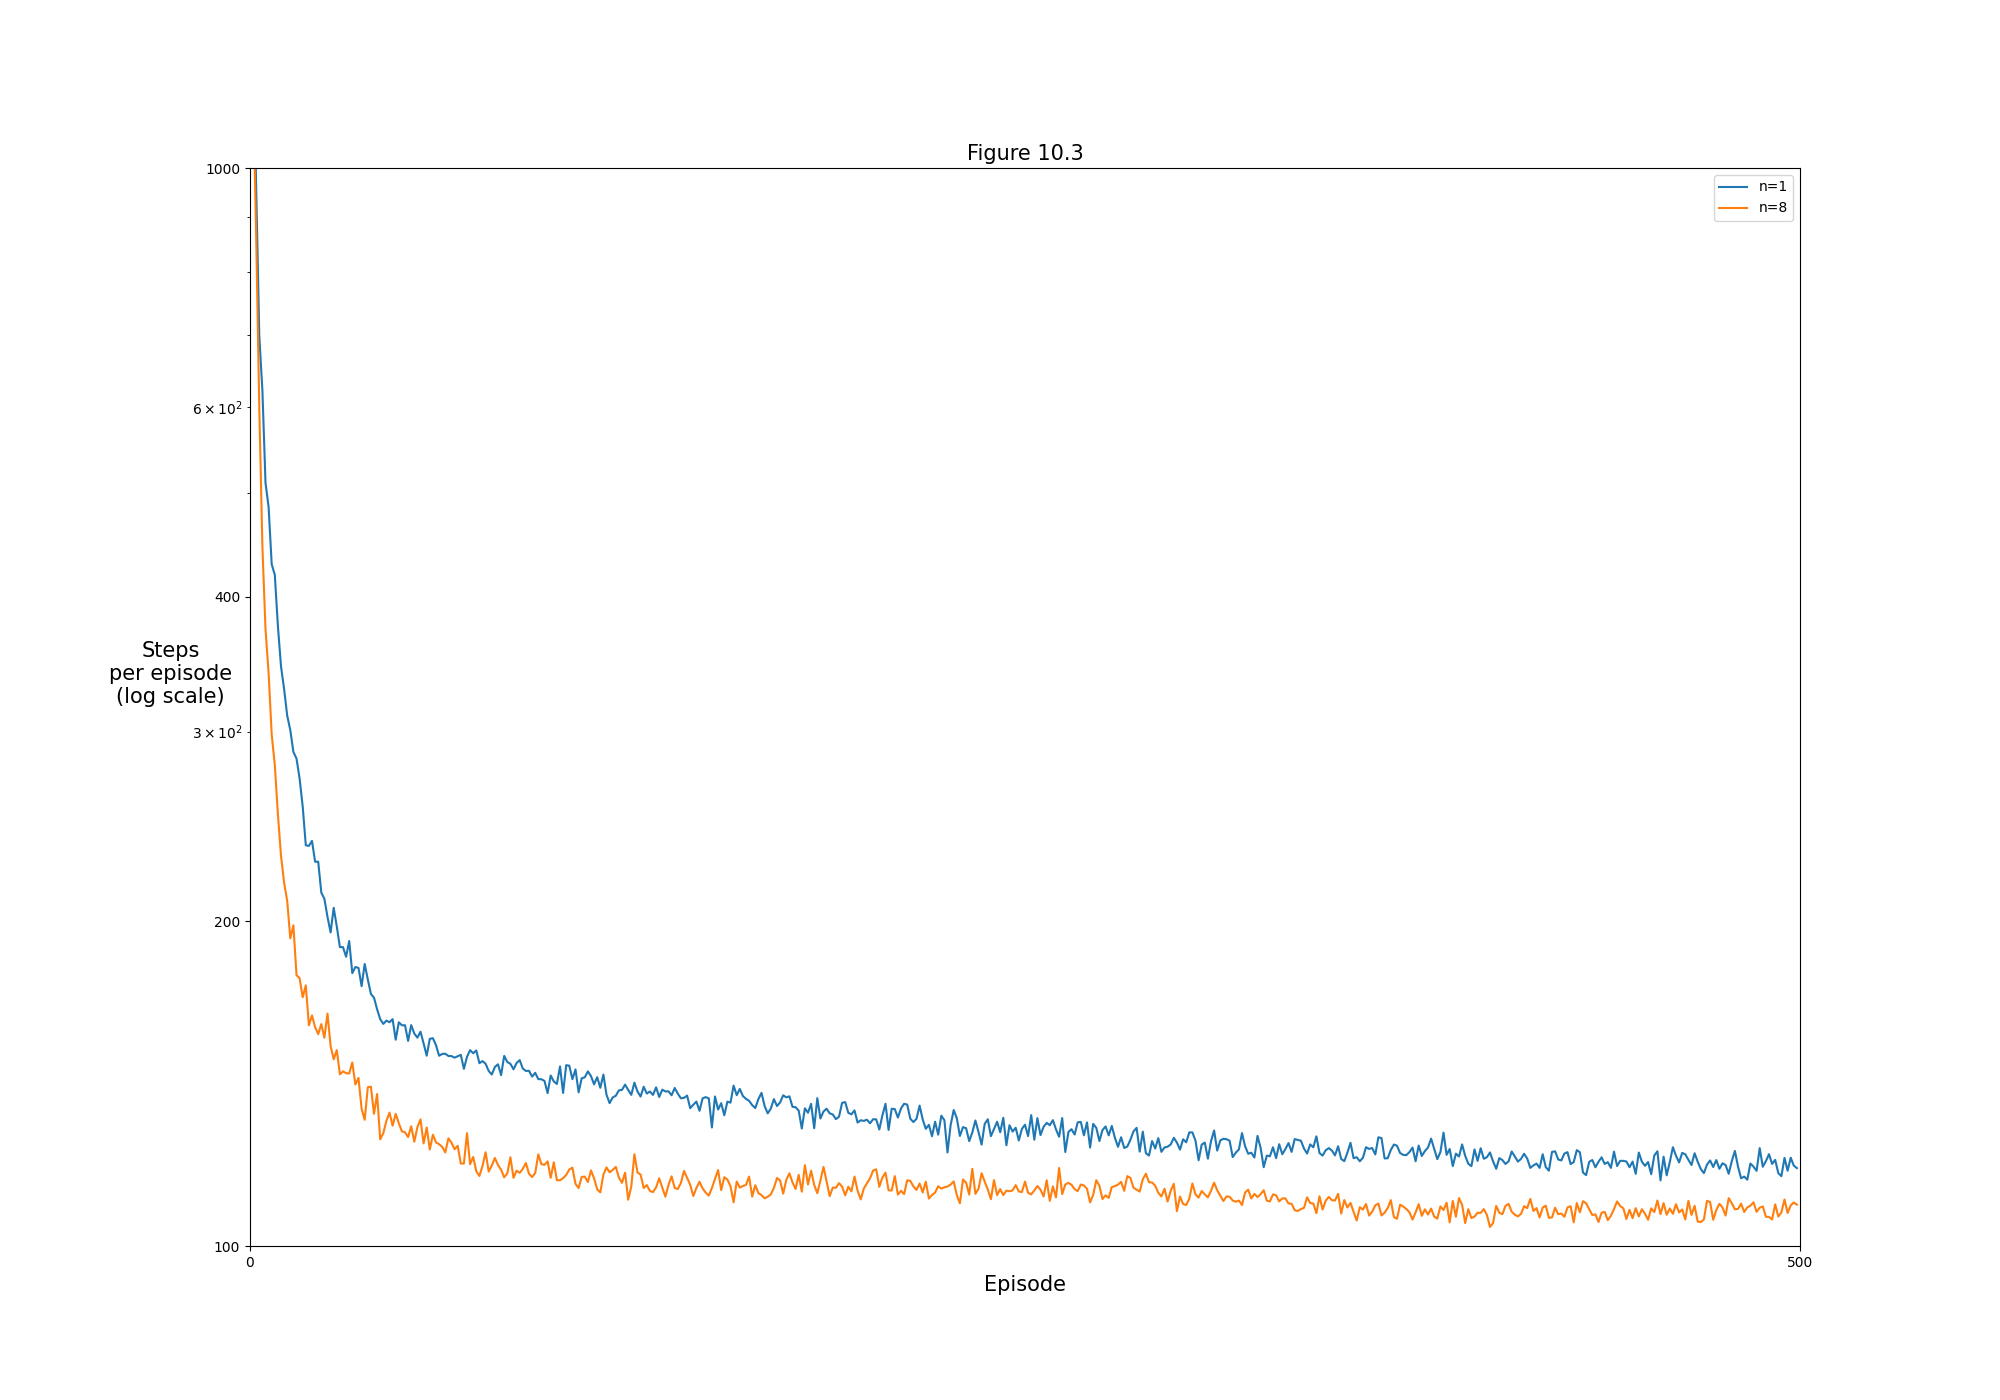 Figure 10.3
1000
n=1
n=8
6 × 10²
400
Steps
per episode
(log scale)
3 × 10²
200
100
0
500
Episode